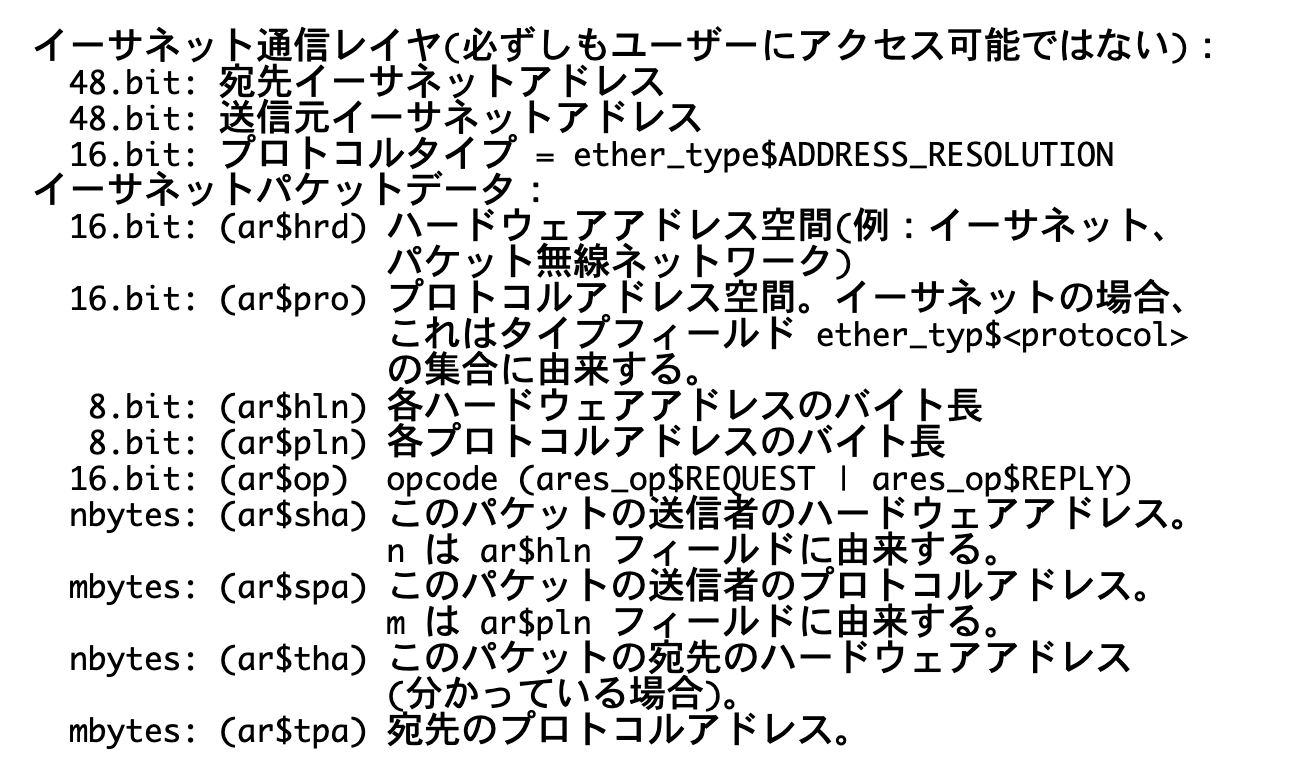 イーサネット通信レイヤ(必ずしもユーザーにアクセス可能ではない)：
48.bit: 宛先イーサネットアドレス
48.bit: 送信元イーサネットアドレス
16.bit: プロトコルタイプ = ether_type$ADDRESS_RESOLUTION
イーサネットパケットデータ：
16.bit: (ar$hrd) ハードウェアアドレス空間(例：イーサネット、
パケット無線ネットワーク)
16.bit: (ar$pro) プロトコルアドレス空間。イーサネットの場合、
これはタイプフィールド ether_typ$<protocol>
の集合に由来する。
8.bit: (ar$hln) 各ハードウェアアドレスのバイト長
8.bit: (ar$pln) 各プロトコルアドレスのバイト長
16.bit: (ar$op) opcode (ares_op$REQUEST | ares_op$REPLY)
nbytes: (ar$sha) このパケットの送信者のハードウェアアドレス。
n は ar$hln フィールドに由来する。
mbytes: (ar$spa) このパケットの送信者のプロトコルアドレス。
m は ar$pln フィールドに由来する。
nbytes: (ar$tha) このパケットの宛先のハードウェアアドレス
(分かっている場合)。
mbytes: (ar$tpa) 宛先のプロトコルアドレス。